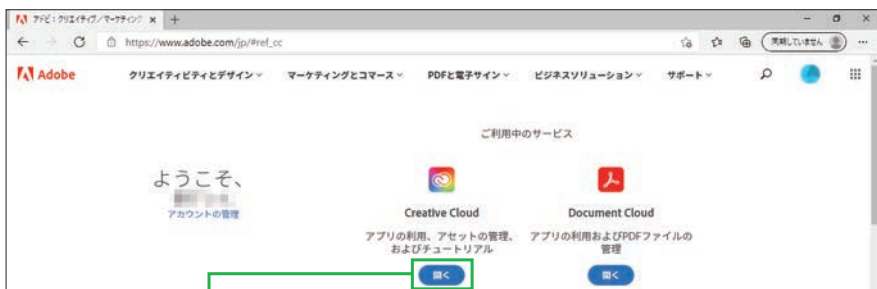 アドビ：クリエイティブ/マーケティング
https://www.adobe.com/jp/#ref_cc
同期していません
Adobe
クリエイティビティとデザイン
マーケティングとコマース
PDFと電子サイン
ビジネスソリューション
サポート
ご利用中のサービス
ようこそ、
アカウントの管理
Creative Cloud
アプリの利用、アセットの管理、
およびチュートリアル
開く
Document Cloud
アプリの利用およびPDFファイルの
管理
開く